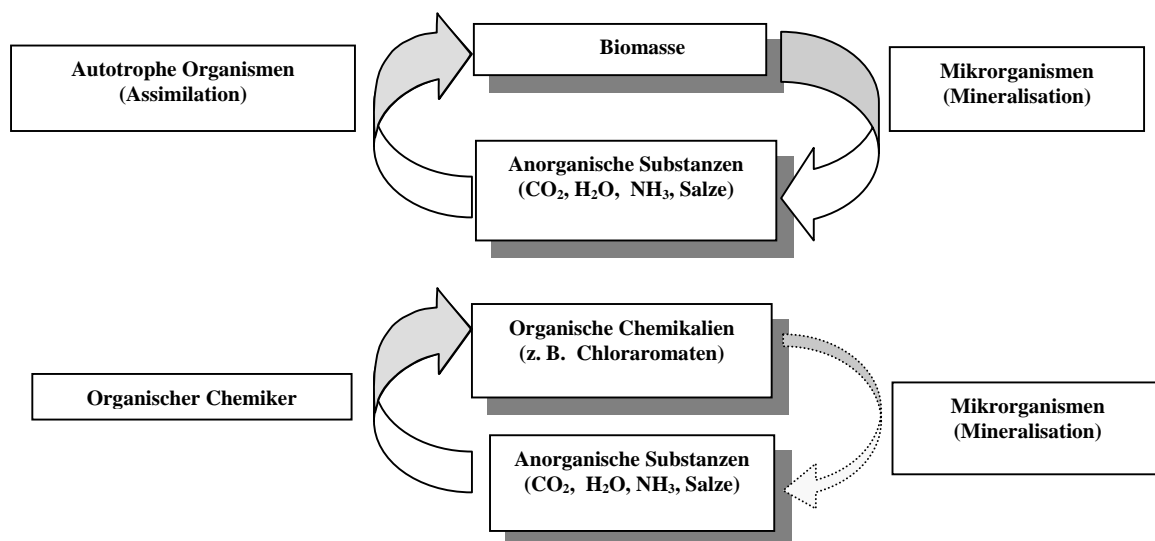 Biomasse
Autotrophe Organismen
(Assimilation)
Mikrorganismen
(Mineralisation)
Anorganische Substanzen
(CO₂, H₂O, NH₃, Salze)
Organische Chemikalien
(z. B. Chloraromaten)
Organischer Chemiker
Mikrorganismen
(Mineralisation)
Anorganische Substanzen
(CO₂, H₂O, NH₃, Salze)